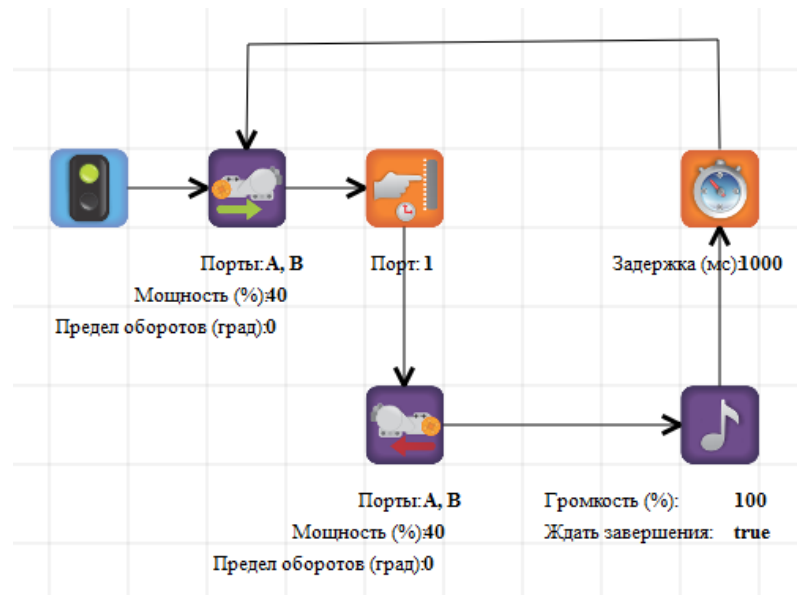 Порты: A, B
Мощность (%): 40
Предел оборотов (град): 0
Порт: 1
Задержка (мс): 1000
Порты: A, B
Мощность (%): 40
Предел оборотов (град): 0
Громкость (%): 100
Ждать завершения: true